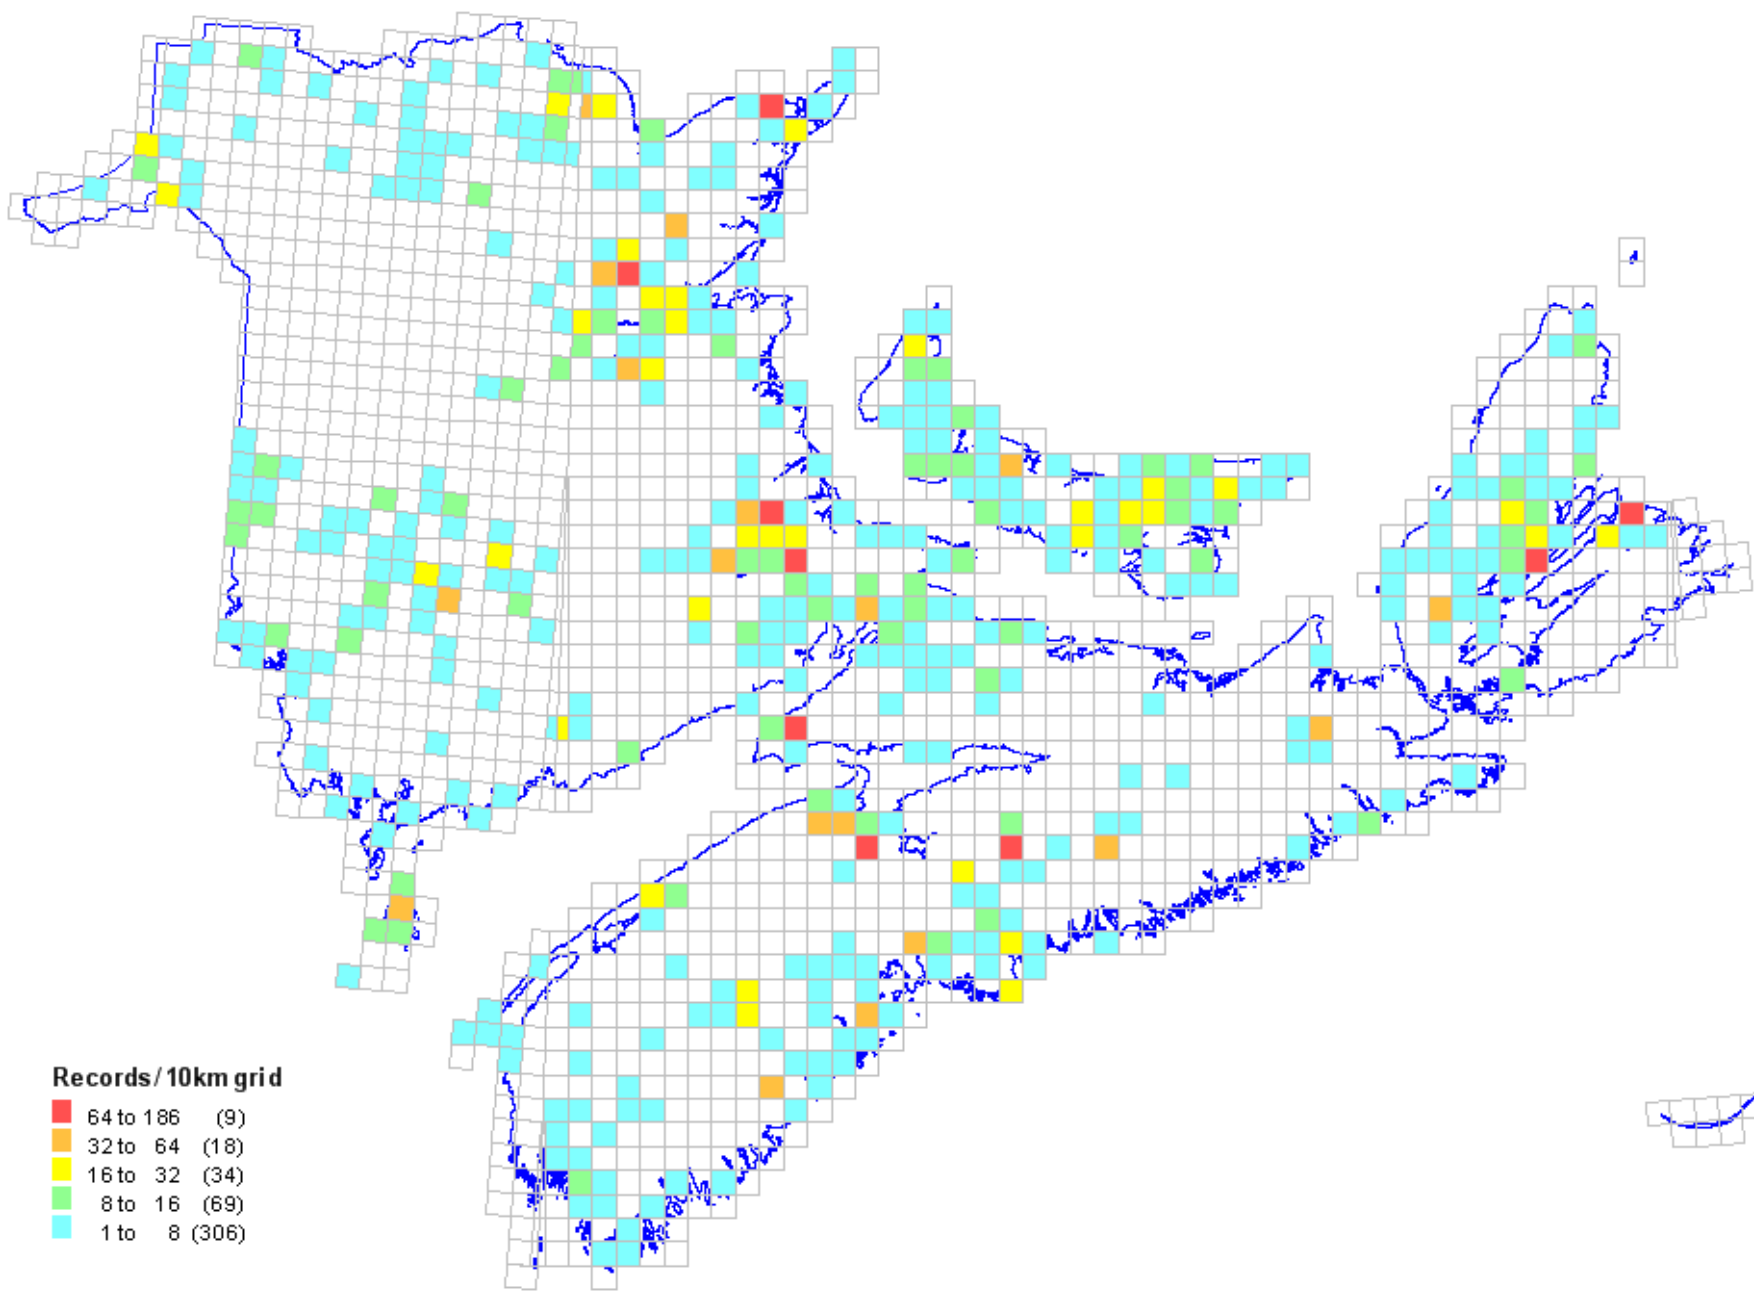 Records/10km grid
64 to 186 (9)
32 to 64 (18)
16 to 32 (34)
8 to 16 (69)
1 to 8 (306)